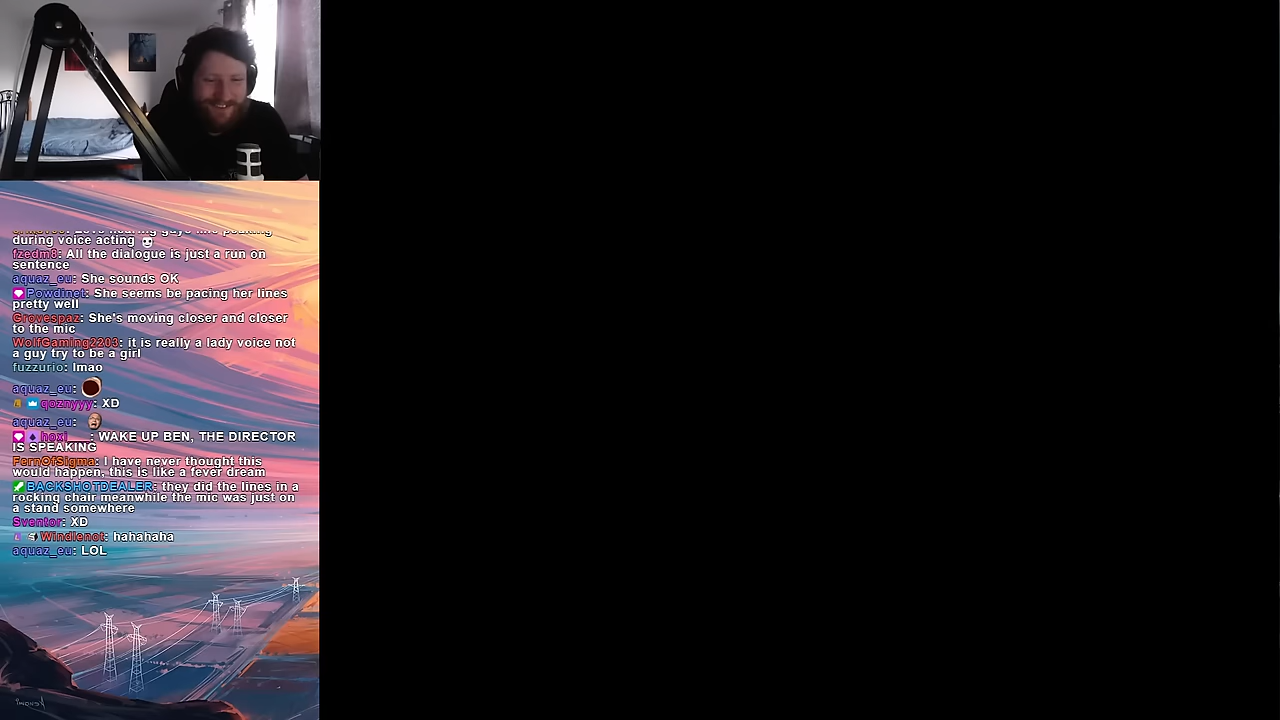 during voice acting
fzedm8: All the dialogue is just a run on
sentence
aquaz_eu: She sounds OK
Powdinet: She seems be pacing her lines
pretty well
Grovespaz: She's moving closer and closer
to the mic
WolfGaming2203: it is really a lady voice not
a guy try to be a girl
fuzzurio: lmao
aquaz_eu:
qoznyyy: XD
aquaz_eu:
hoxi____: WAKE UP BEN, THE DIRECTOR
IS SPEAKING
FernOfSigma: I have never thought this
would happen, this is like a fever dream
BACKSHOTDEALER: they did the lines in a
rocking chair meanwhile the mic was just on
a stand somewhere
Sventor: XD
Windlenot: hahahaha
aquaz_eu: LOL